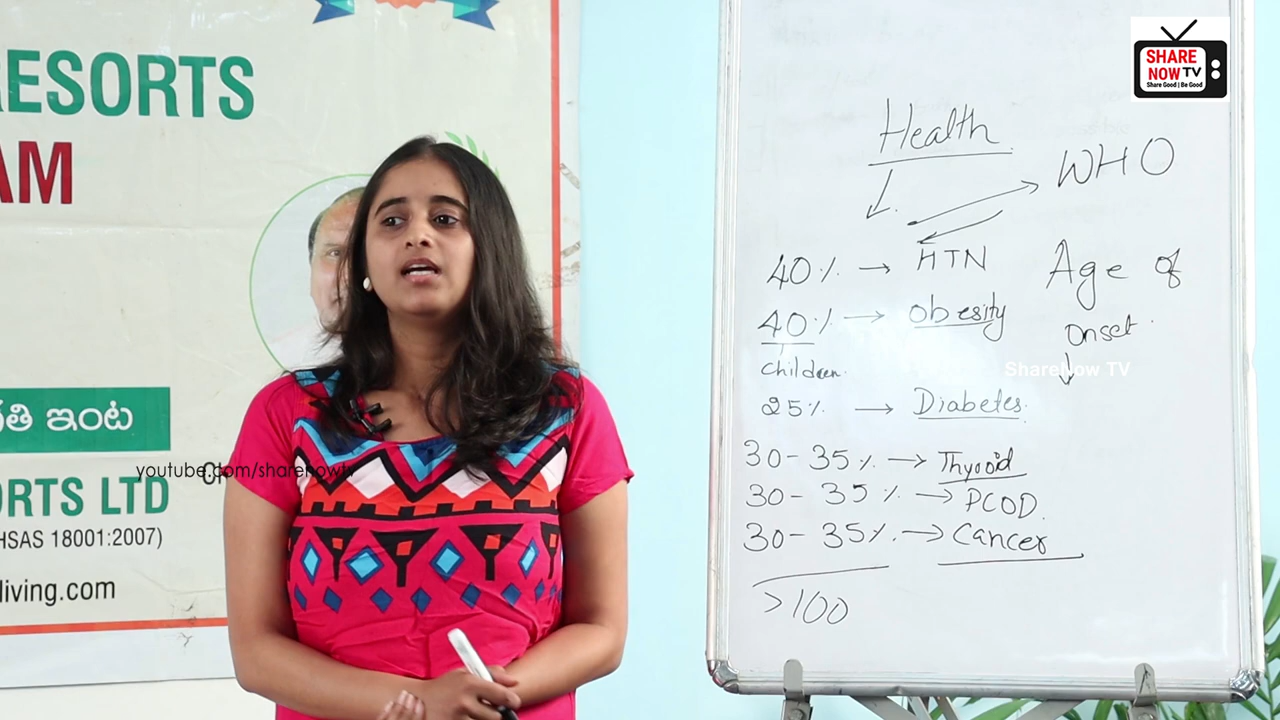 RESORTS
AM
తి ఇంట
ORTS LTD
HSAS 18001:2007)
living.com
youtube.com/sharenowtv
SHARE
NOW TV
Share Good | Be Good
Health
WHO
40% → HTN
Age of
onset
40% → obesity
children
ShareNow TV
25% → Diabetes
30 - 35% → Thyroid
30 - 35% → PCOD
30 - 35% → Cancer
>100